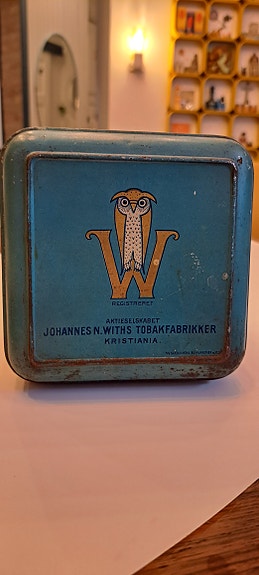 W
REGISTRERET
AKTIESELSKABET
JOHANNES N. WITHS TOBAKFABRIKKER
KRISTIANIA